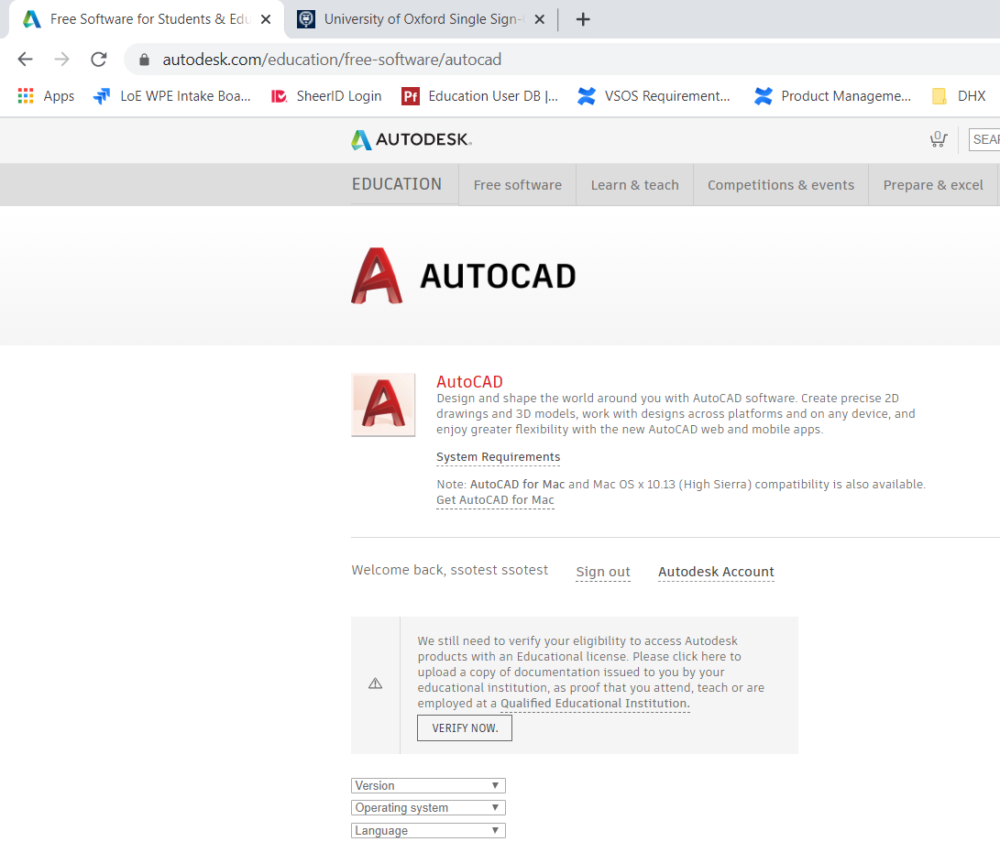 Free Software for Students & Edu
University of Oxford Single Sign-
autodesk.com/education/free-software/autocad
Apps
LoE WPE Intake Boa...
SheerID Login
Pf
Education User DB |...
VSOS Requirement...
Product Manageme...
DHX
AUTODESK.
0
SEAR
EDUCATION
Free software
Learn & teach
Competitions & events
Prepare & excel
AUTOCAD
AutoCAD
Design and shape the world around you with AutoCAD software. Create precise 2D
drawings and 3D models, work with designs across platforms and on any device, and
enjoy greater flexibility with the new AutoCAD web and mobile apps.
System Requirements
Note: AutoCAD for Mac and Mac OS x 10.13 (High Sierra) compatibility is also available.
Get AutoCAD for Mac
Welcome back, ssotest ssotest
Sign out
Autodesk Account
We still need to verify your eligibility to access Autodesk
products with an Educational license. Please click here to
upload a copy of documentation issued to you by your
educational institution, as proof that you attend, teach or are
employed at a Qualified Educational Institution.
VERIFY NOW.
Version
Operating system
Language